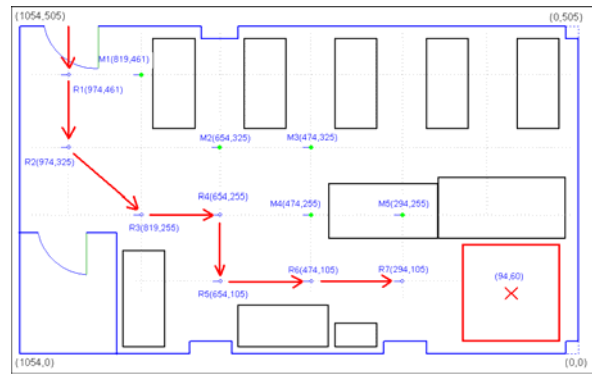 (1054,505)
(0,505)
M1(819,461)
R1(974,461)
M2(654,325)
M3(474,325)
R2(974,325)
R4(654,255)
M4(474,255)
M5(294,255)
R3(819,255)
R6(474,105)
R7(294,105)
(94,60)
R5(654,105)
(1054,0)
(0,0)